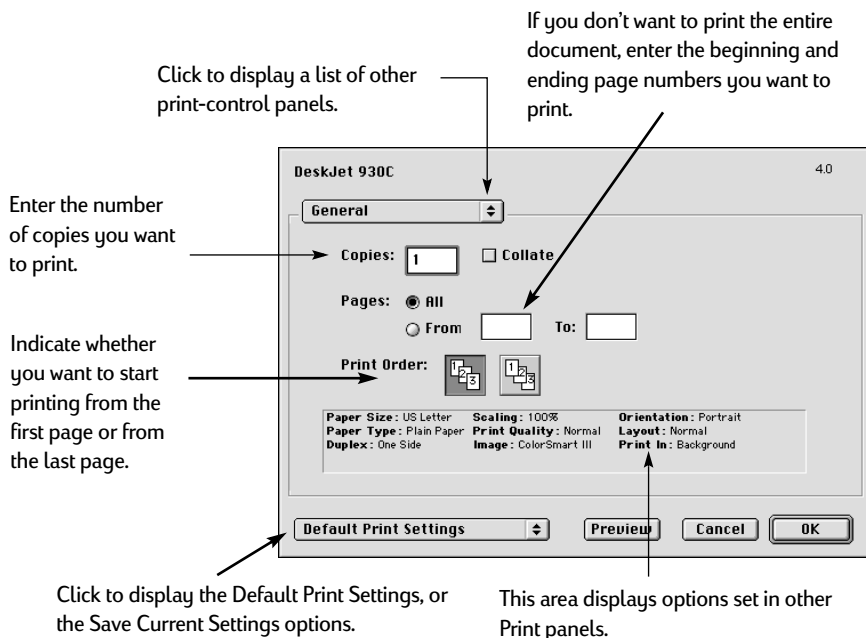 If you don’t want to print the entire
document, enter the beginning and
ending page numbers you want to
print.
Click to display a list of other
print-control panels.
DeskJet 930C
4.0
General
Enter the number
of copies you want
to print.
Copies: 1 Collate
Pages: All
From To:
Indicate whether
you want to start
printing from the
first page or from
the last page.
Print Order: 1 2 3 1 2 3
Paper Size: US Letter Scaling: 100% Orientation: Portrait
Paper Type: Plain Paper Print Quality: Normal Layout: Normal
Duplex: One Side Image: ColorSmart III Print In: Background
Default Print Settings Preview Cancel OK
Click to display the Default Print Settings, or
the Save Current Settings options.
This area displays options set in other
Print panels.